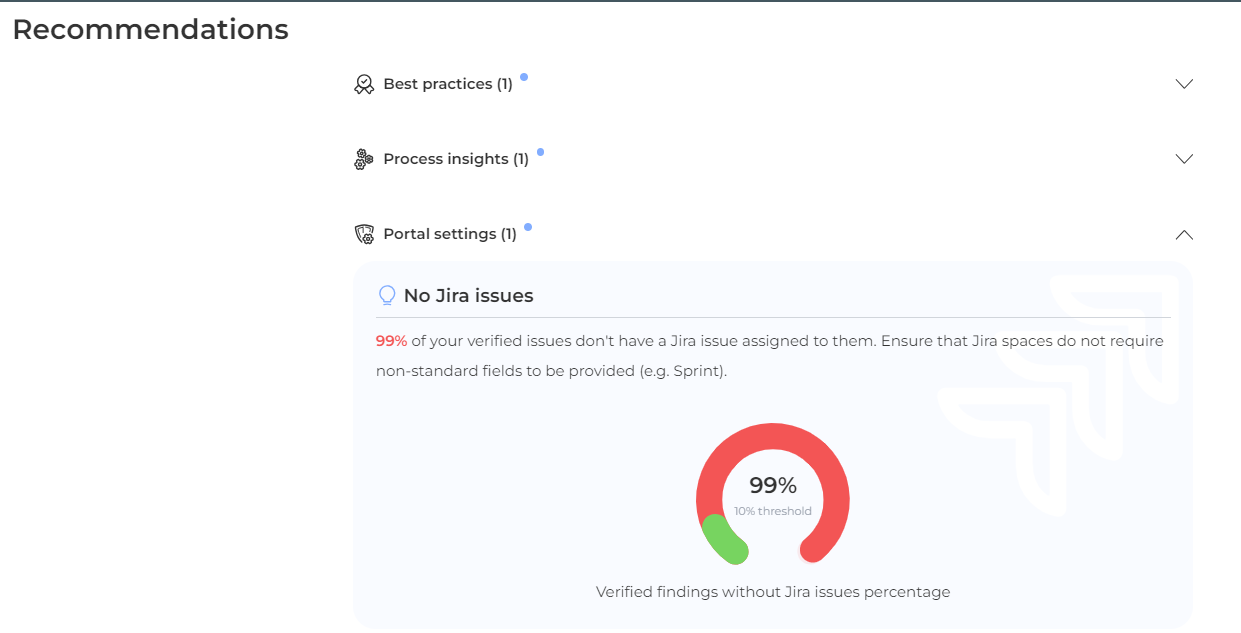 Recommendations
Best practices (1)
Process insights (1)
Portal settings (1)
No Jira issues
99% of your verified issues don't have a Jira issue assigned to them. Ensure that Jira spaces do not require
non-standard fields to be provided (e.g. Sprint).
99%
10% threshold
Verified findings without Jira issues percentage